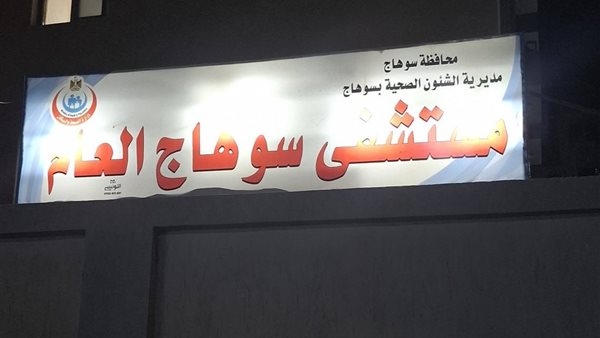 محافظة سوهاج
مديرية الشئون الصحية بسوهاج
مستشفى سوهاج العام